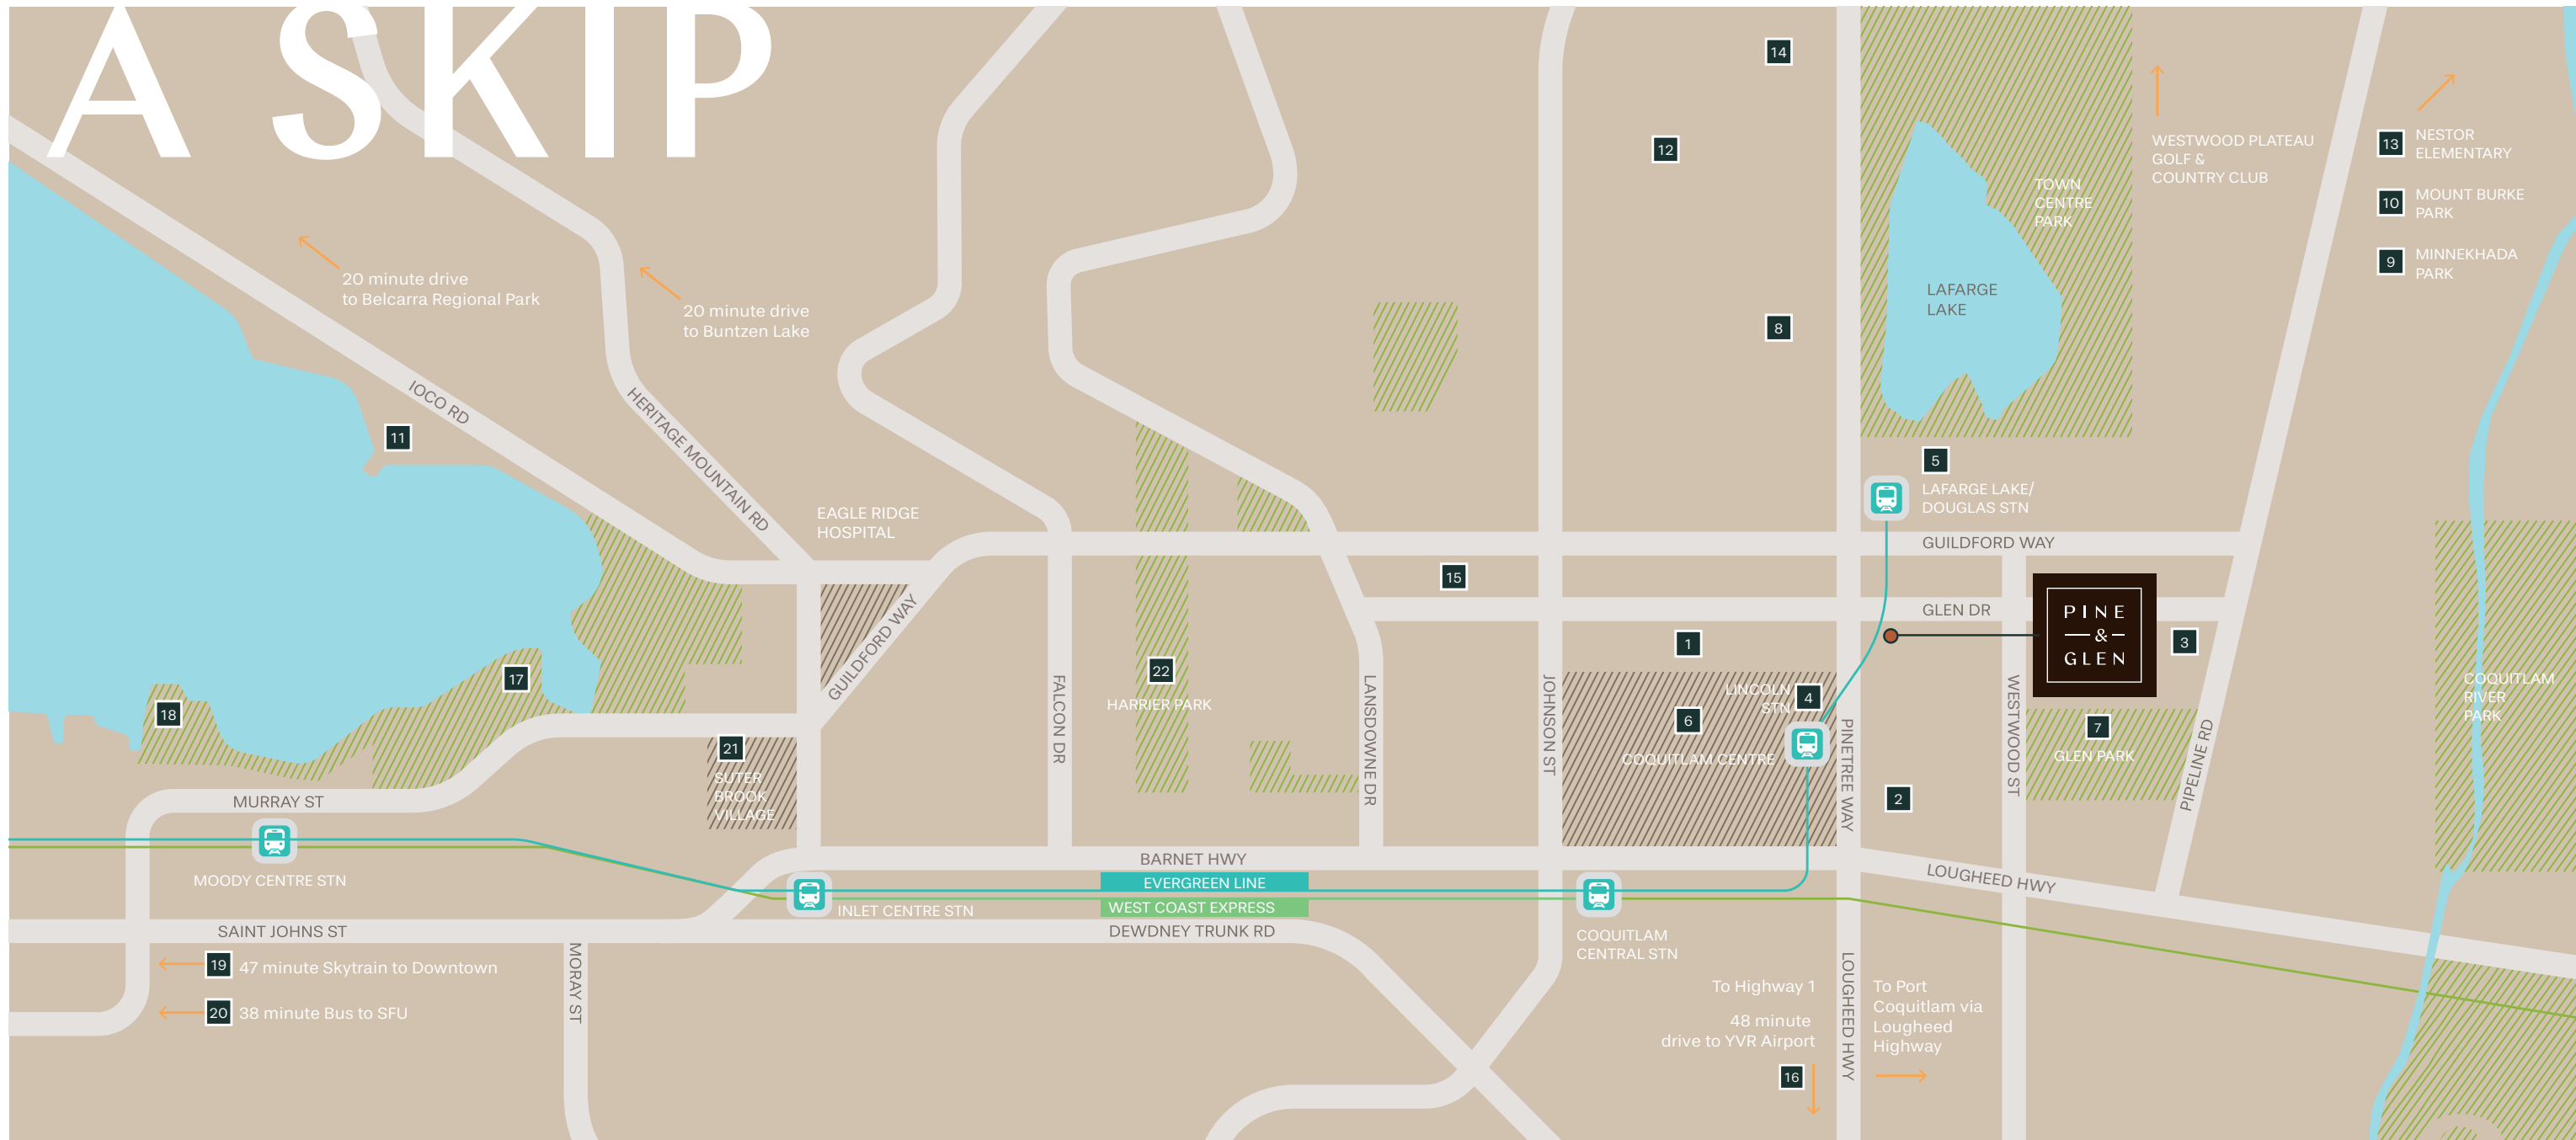 A SKIP
14
12
WESTWOOD PLATEAU
GOLF &
COUNTRY CLUB
13 NESTOR
ELEMENTARY
10 MOUNT BURKE
PARK
9 MINNEKHADA
PARK
TOWN
CENTRE
PARK
LAFARGE
LAKE
20 minute drive
to Belcarra Regional Park
20 minute drive
to Buntzen Lake
8
IOCO RD
HERITAGE MOUNTAIN RD
11
5
LAFARGE LAKE/
DOUGLAS STN
EAGLE RIDGE
HOSPITAL
GUILDFORD WAY
15
GLEN DR
PINE
&
GLEN
3
1
GUILDFORD WAY
17
18
22
HARRIER PARK
FALCON DR
LANSDOWNE DR
JOHNSON ST
LINCOLN
STN
4
6
COQUITLAM CENTRE
PINETREE WAY
2
WESTWOOD ST
7
GLEN PARK
PIPELINE RD
COQUITLAM
RIVER
PARK
21
SUTER
BROOK
VILLAGE
MURRAY ST
MOODY CENTRE STN
BARNET HWY
EVERGREEN LINE
WEST COAST EXPRESS
INLET CENTRE STN
LOUGHEED HWY
SAINT JOHNS ST
DEWDNEY TRUNK RD
COQUITLAM
CENTRAL STN
19 47 minute Skytrain to Downtown
20 38 minute Bus to SFU
MORAY ST
To Highway 1
48 minute
drive to YVR Airport
16
LOUGHEED HWY
To Port
Coquitlam via
Lougheed
Highway